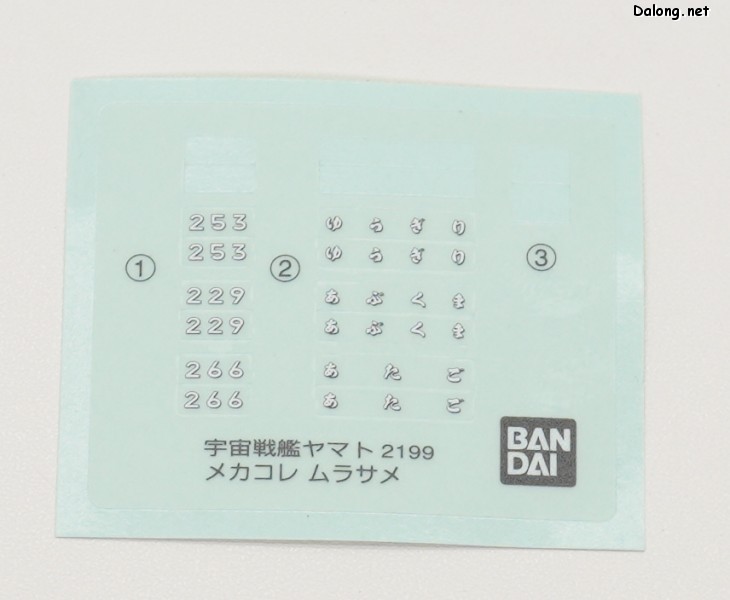 Dalong.net
253 ゆうぎり
253 ゆうぎり
① ② ③
229 あぶくま
229 あぶくま
266 あたご
266 あたご
宇宙戦艦ヤマト 2199
メカコレ ムラサメ
BAN
DAI